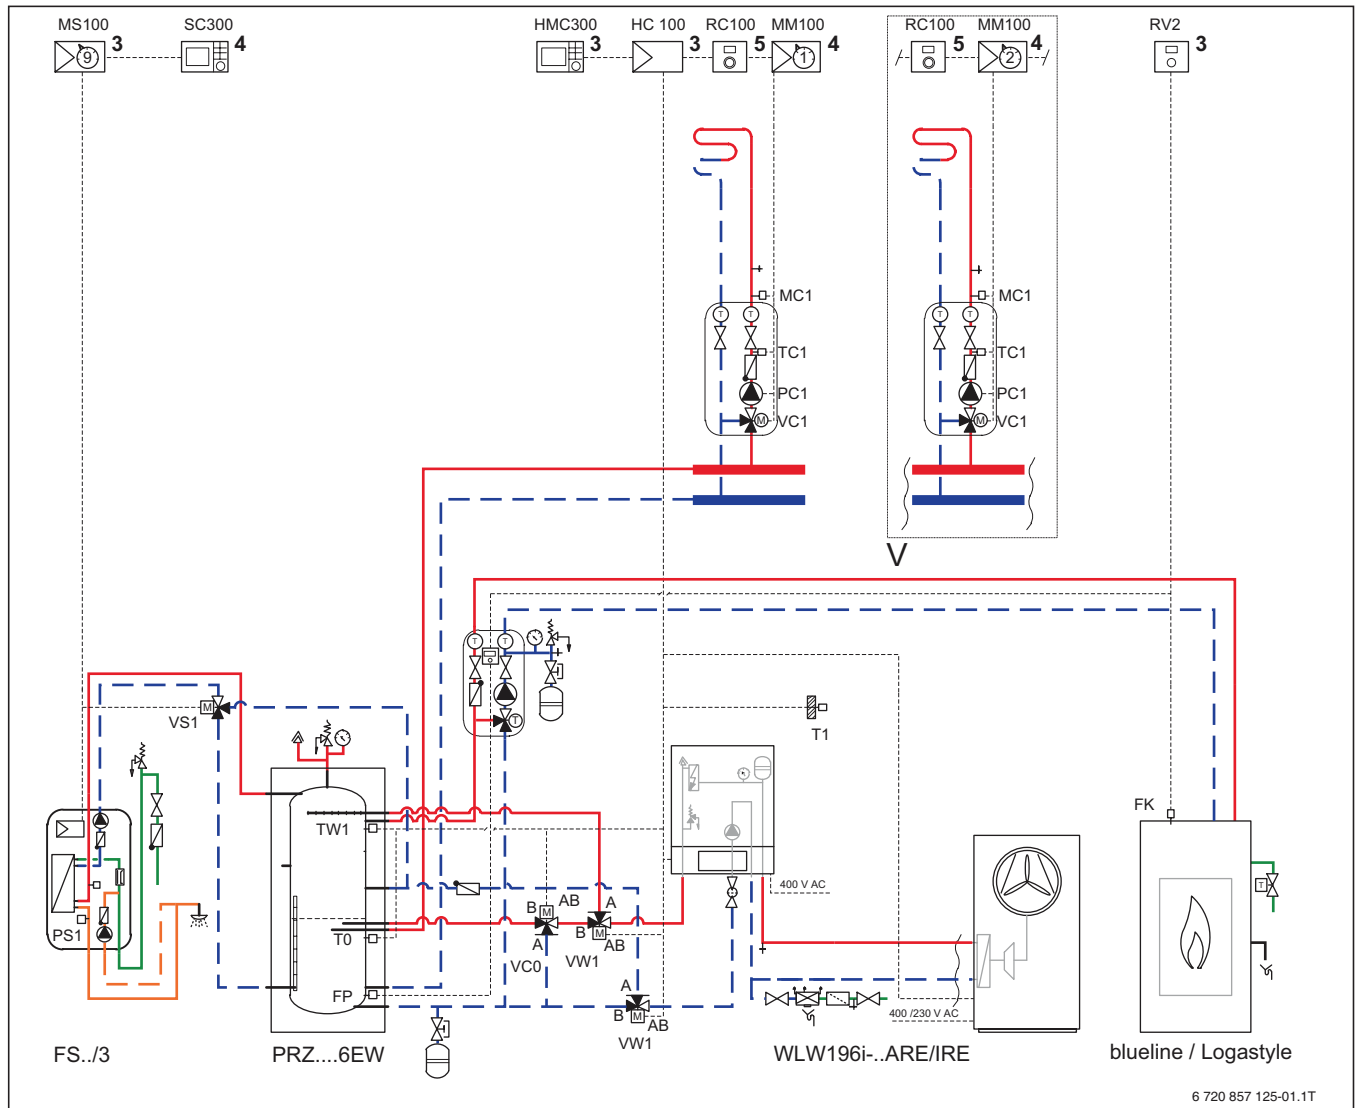 MS100 SC300 HMC300 HC 100 RC100 MM100 RC100 MM100 RV2
9 3 4 3 3 5 1 4 5 2 4 3
MC1 MC1
T T T T
TC1 TC1
PC1 PC1
M VC1 M VC1
V
T T
M
VS1
T
T1
TW1
FK
400 V AC
B M AB A
PS1
T0
A
B M AB
VC0 VW1
FP
A
B M AB
VW1
T
400 /230 V AC
FS../3 PRZ....6EW WLW196i-..ARE/IRE blueline / Logastyle
6 720 857 125-01.1T